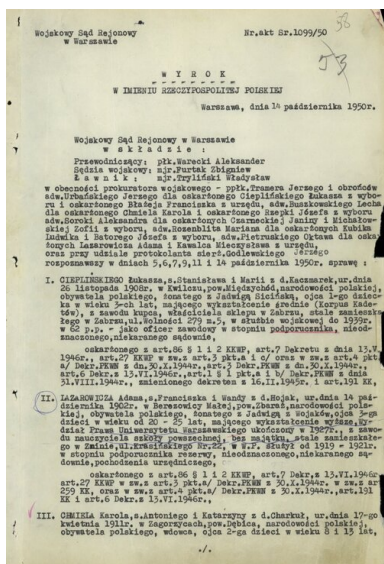 38
Wojskowy Sąd Rejonowy Nr.akt Sr.1099/50
w Warszawie
53
W Y R O K
W IMIENIU RZECZYPOSPOLITEJ POLSKIEJ
Warszawa, dnia 14 października 1950r.
Wojskowy Sąd Rejonowy w Warszawie
w s k ł a d z i e :
Przewodniczący: płk.Warecki Aleksander
Sędzia wojskowy: mjr.Furtak Zbigniew
Ł a w n i k : mjr.Tryliński Władysław
w obecności prokuratora wojskowego - ppłk.Tramera Jerzego i obrońców
adw.Urbańskiego Jerzego dla oskarżonego Cieplińskiego Łukasza z wybo-
ru i oskarżonego Błażeja Franciszka z urzędu, adw.Buszkowskiego Lecha
dla oskarżonego Chmiela Karola i oskarżonego Rzepki Józefa z wyboru
adw.Soroki Aleksandra dla oskarżonych Czarneckiej Janiny i Michałow-
skiej Zofii z wyboru, adw.Rozenblita Mariana dla oskarżonych Kubika
Ludwika i Batorego Józefa z wyboru, adw.Pietruskiego Oktawa dla oska
żonych Lazarowicza Adama i Kawalca Mieczysława z urzędu,
oraz przy udziale protokolanta sierż.Godlewskiego Jerzego
rozpoznawszy w dniach 5,6,7,9,11 i 14 października 1950r, sprawę :
I. CIEPLIŃSKIEGO Łukasza,s.Stanisława i Marii z d.Kaczmarek,ur.dnia
26 listopada 1908r, w Kwilczu,pow.Międzychód,narodowości polskiej,
obywatela polskiego, żonatego z Jadwigą Sicińską, ojca 1-go dziec-
ka w wieku 3-ch lat, mającego wykształcenie średnie (Korpus Kade-
tów), z zawodu kupca, właściciela sklepu w Zabrzu, stale zamieszka
łego w Zabrzu,ul.Wolności 279 m.5, w służbie wojskowej do 1939r.
w 62 p.p. - jako oficer zawodowy w stopniu podporucznika, nieod-
znaczonego,niekaranego sądownie,
oskarżonego z art.86 § 1 i 2 KKWP, art.7 Dekretu z dnia 13.V.
1946r., art.27 KKWP w zw.z art.3 pkt.a i c/ oraz w zw.z art.4 pkt
a/ Dekr.PKWN z dn.30.X.1944r.,art.3 Dekr.PKWN z dn.30.X.1944r.,
art.6 Dekr.z 13.VI.1946r.,art.1 § 1 pkt.z i b/ Dekr.PKWN z dnia
31.VIII.1944r., zmienionego dekretem z 16.II.1945r. i art.191 KK,
II. LAZAROWICZA Adama,s.Franciszka i Wandy z d.Hojak, ur.dnia 14 paź-
dziernika 1902r. w Berezowicy Małej,pow.Zbaraż,narodowości pols-
kiej, obywatela polskiego, żonatego z Jadwigą z Wojaków,ojca 3-ga
dzieci w wieku od 20 - 25 lat, mającego wykształcenie wyższe,wy-
dział Prawa Uniwersytetu Warszawskiego ukończony w 1927r., z zawo-
du nauczyciela szkoły powszechnej, bez majątku, stale zamieszkałe-
go w Zminie,ul.Krasińskiego Nr.22, w W.P. służył od 1919 - 1921r.
w stopniu podporucznika rezerwy, nieodznaczonego,niekaranego są-
downie,pochodzenia urzędniczego,
oskarżonego z art.86 § 1 i 2 KKWP, art.7 Dekr.z 13.VI.1946r
art.27 KKWP w zw.z art.3 pkt.a/ Dekr.PKWN z 30.X.1944r. w zw.z ar
259 KK, oraz w zw.z art.4 pkt.a/ Dekr.PKWN z 30.X.1944r.,art.191
KK i art,6 Dekr.z 13.VI.1946r.,
III. CHMIELA Karola,s.Antoniego i Katarzyny z d.Charkuł, ur.dnia 17-go
kwietnia 1911r. w Zagorzycach,pow.Dębica, narodowości polskiej,
obywatela polskiego, wdowca, ojca 2-ga dzieci w wieku 8 i 13 lat,
./.